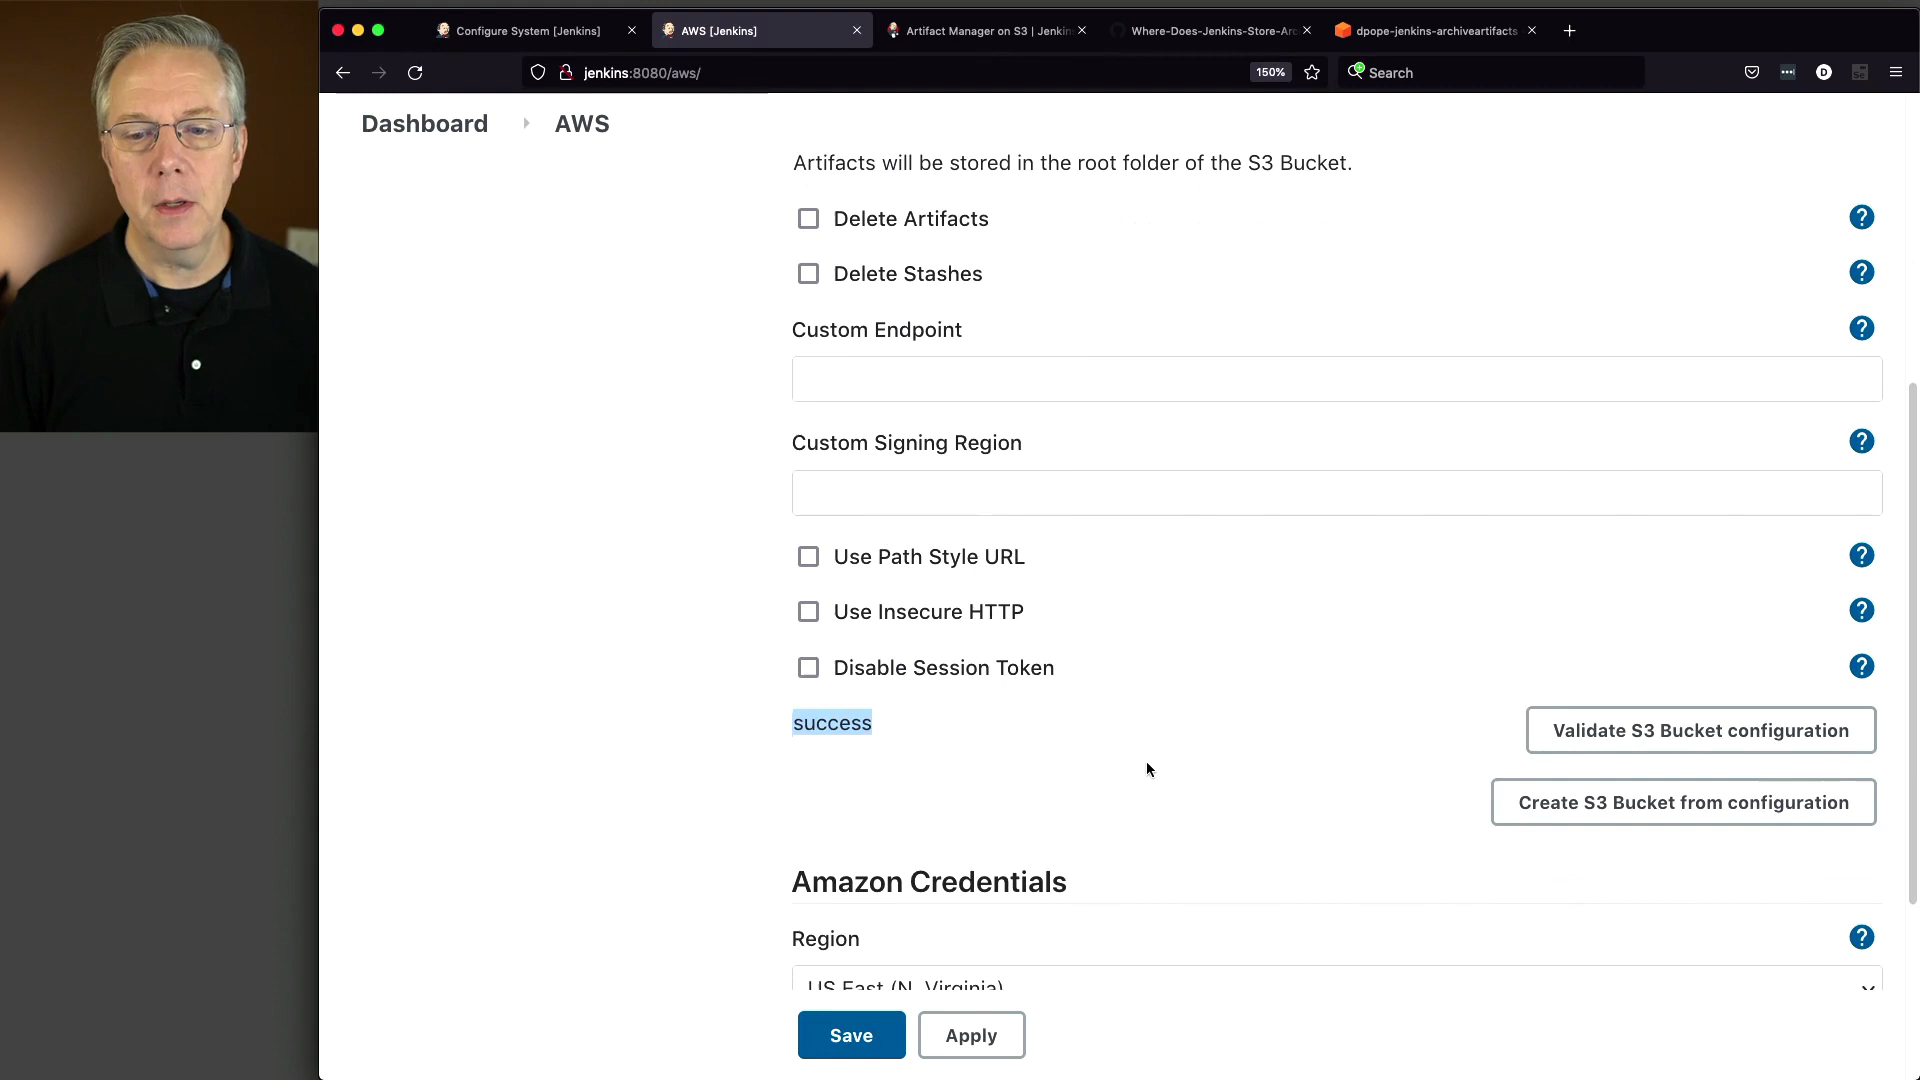 Configure System [Jenkins]
AWS [Jenkins]
Artifact Manager on S3 | Jenkins
Where-Does-Jenkins-Store-Arc
dpope-jenkins-archiveartifacts
jenkins:8080/aws/
150%
Search
Dashboard
AWS
Artifacts will be stored in the root folder of the S3 Bucket.
Delete Artifacts
Delete Stashes
Custom Endpoint
Custom Signing Region
Use Path Style URL
Use Insecure HTTP
Disable Session Token
success
Validate S3 Bucket configuration
Create S3 Bucket from configuration
Amazon Credentials
Region
US East (N. Virginia)
Save
Apply